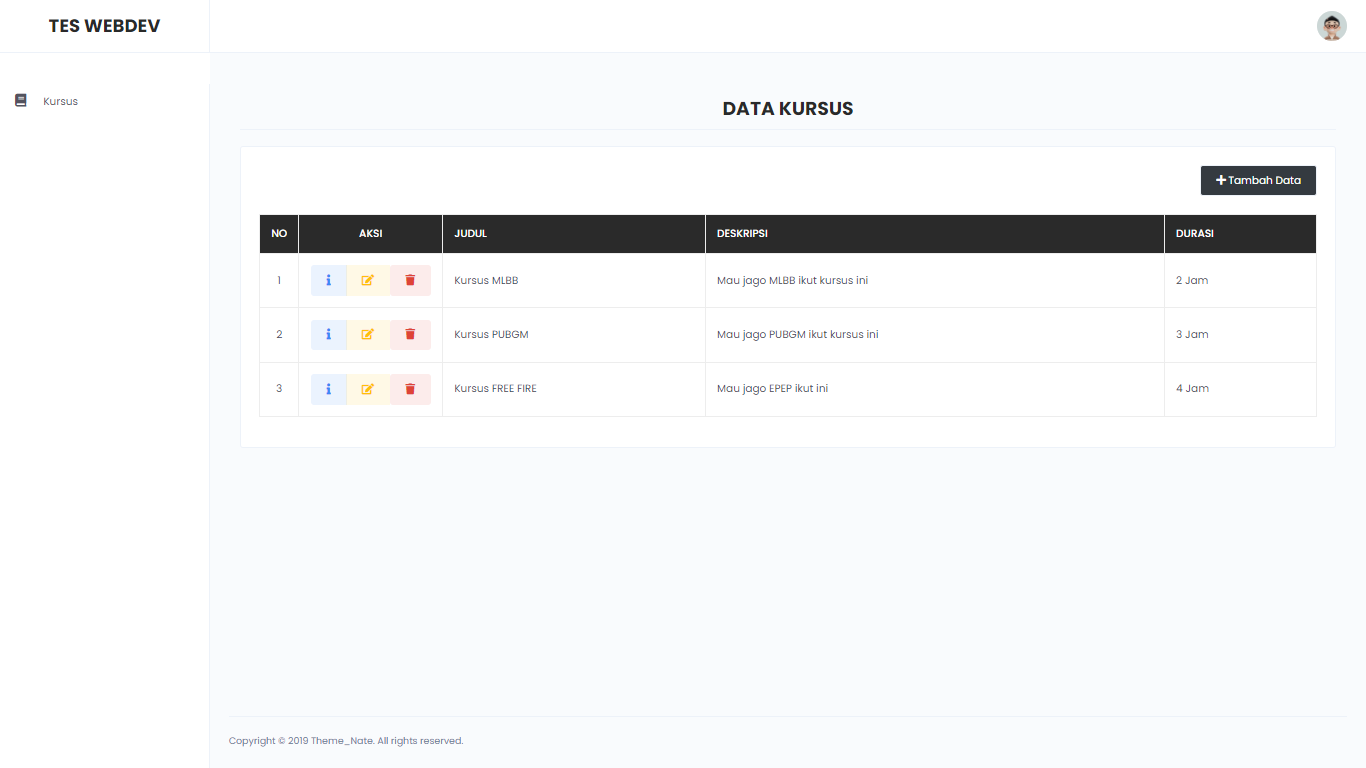 TES WEBDEV
Kursus
DATA KURSUS
Tambah Data
NO AKSI JUDUL DESKRIPSI DURASI
1 Kursus MLBB Mau jago MLBB ikut kursus ini 2 Jam
2 Kursus PUBGM Mau jago PUBGM ikut kursus ini 3 Jam
3 Kursus FREE FIRE Mau jago EPEP ikut ini 4 Jam
Copyright © 2019 Theme_Nate. All rights reserved.